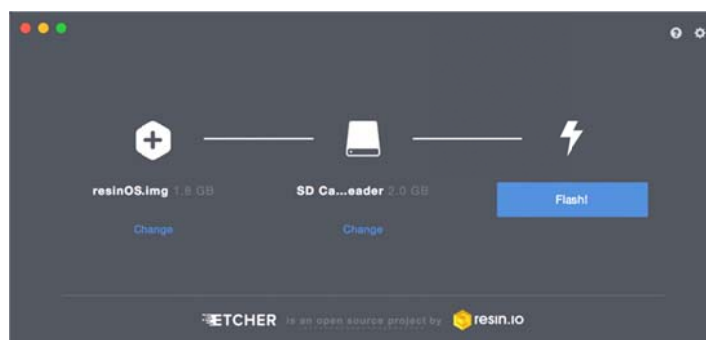 resinOS.img 1.8 GB
SD Ca...eader 2.0 GB
Flash!
Change
Change
ETCHER is an open source project by resin.io